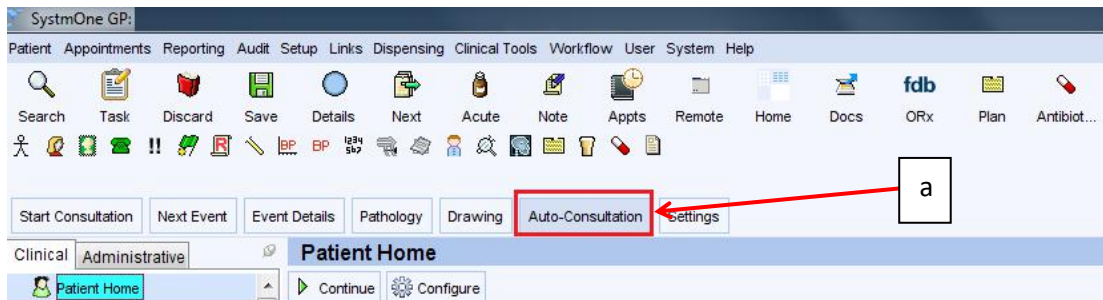 SystmOne GP:
Patient Appointments Reporting Audit Setup Links Dispensing Clinical Tools Workflow User System Help
fdb
Search Task Discard Save Details Next Acute Note Appts Remote Home Docs ORx Plan Antibiot...
!! R BP BP
a
Start Consultation Next Event Event Details Pathology Drawing Auto-Consultation Settings
Clinical Administrative Patient Home
Patient Home Continue Configure